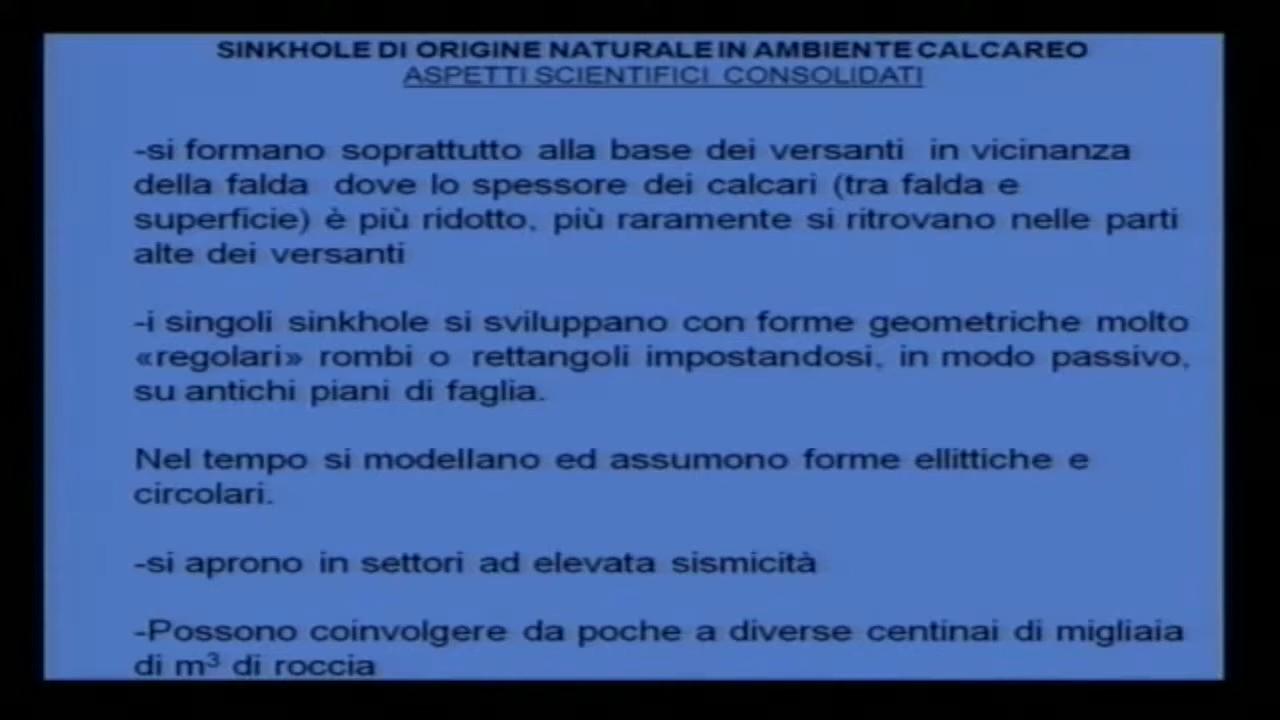 SINKHOLE DI ORIGINE NATURALE IN AMBIENTE CALCAREO
ASPETTI SCIENTIFICI CONSOLIDATI
-si formano soprattutto alla base dei versanti in vicinanza
della falda dove lo spessore dei calcari (tra falda e
superficie) è più ridotto, più raramente si ritrovano nelle parti
alte dei versanti
-i singoli sinkhole si sviluppano con forme geometriche molto
«regolari» rombi o rettangoli impostandosi, in modo passivo,
su antichi piani di faglia.
Nel tempo si modellano ed assumono forme ellittiche e
circolari.
-si aprono in settori ad elevata sismicità
-Possono coinvolgere da poche a diverse centinai di migliaia
di m³ di roccia